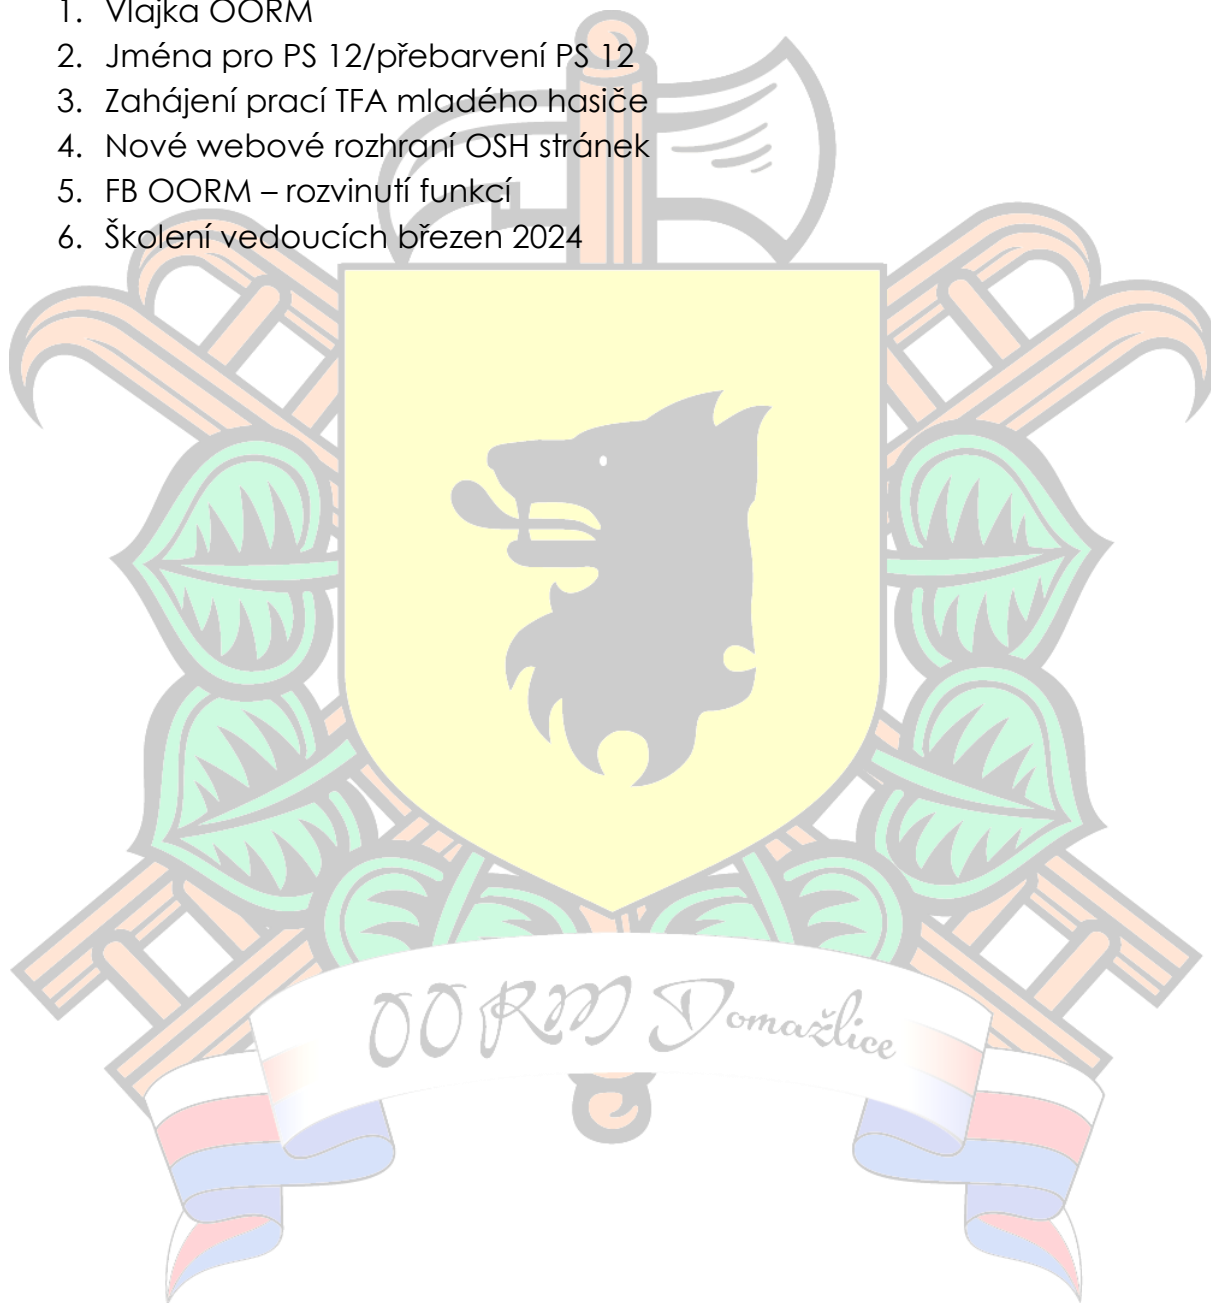 1. Vlajka OORM
2. Jména pro PS 12/přebarvení PS 12
3. Zahájení prací TFA mladého hasiče
4. Nové webové rozhraní OSH stránek
5. FB OORM – rozvinutí funkcí
6. Školení vedoucích březen 2024
OORM Domažlice